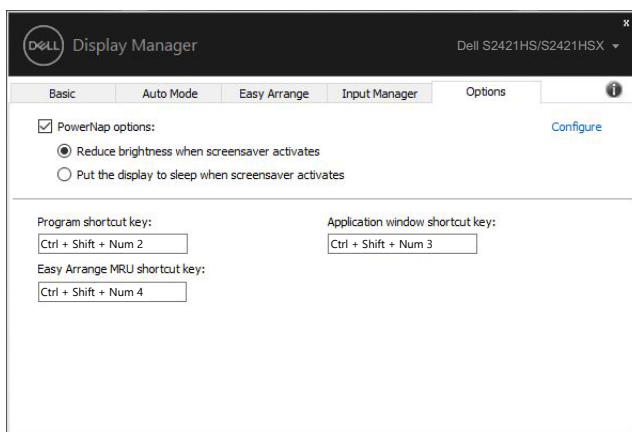 x
DELL Display Manager
Dell S2421HS/S2421HSX
Basic Auto Mode Easy Arrange Input Manager Options i
PowerNap options: Configure
Reduce brightness when screensaver activates
Put the display to sleep when screensaver activates
Program shortcut key: Application window shortcut key:
Ctrl + Shift + Num 2 Ctrl + Shift + Num 3
Easy Arrange MRU shortcut key:
Ctrl + Shift + Num 4